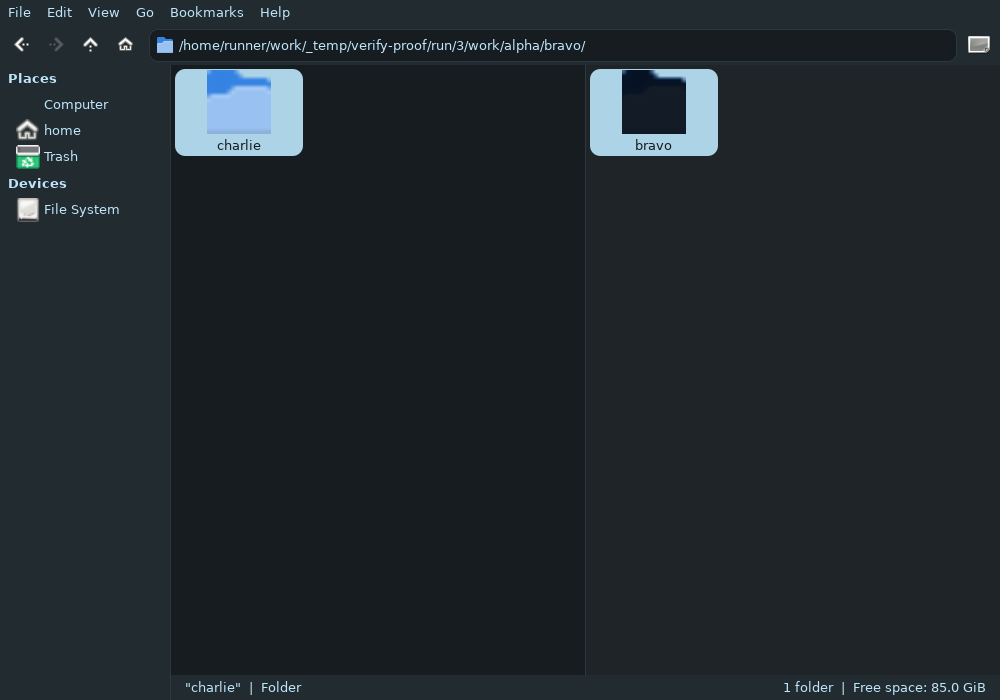 File Edit View Go Bookmarks Help
/home/runner/work/_temp/verify-proof/run/3/work/alpha/bravo/
Places
Computer
home
Trash
Devices
File System
charlie
bravo
"charlie" | Folder
1 folder | Free space: 85.0 GiB